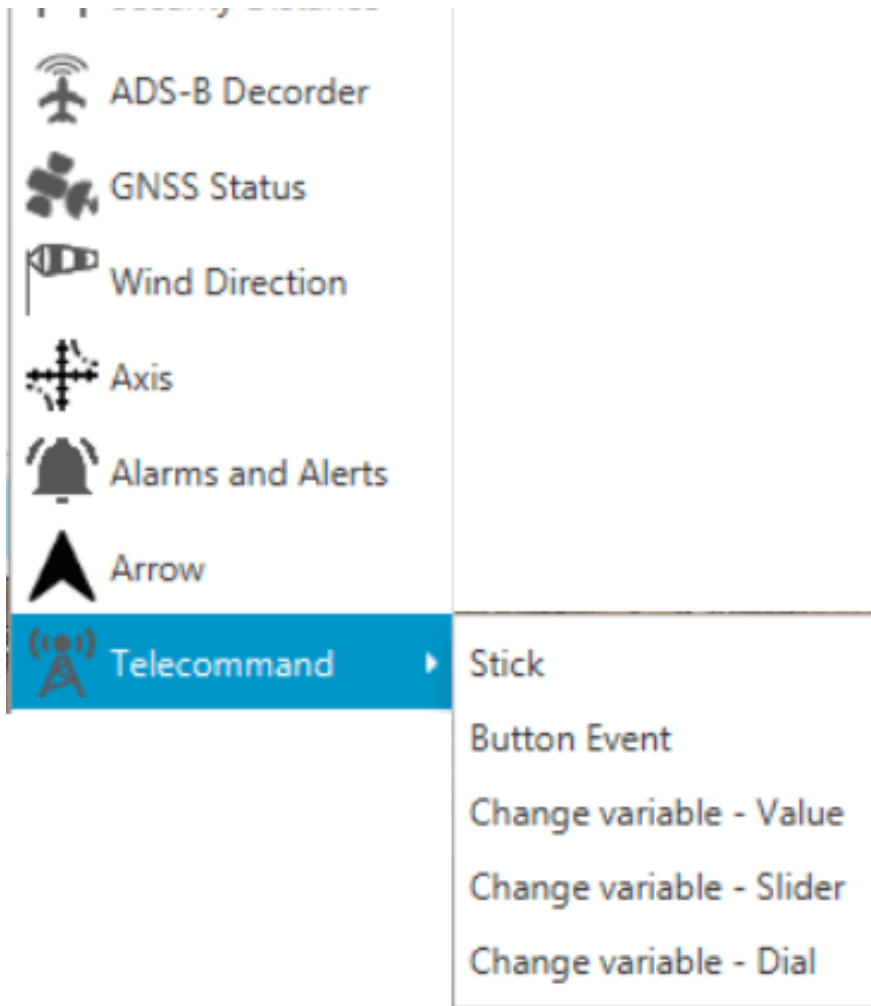 ADS-B Decorder
GNSS Status
Wind Direction
Axis
Alarms and Alerts
Arrow
Telecommand
Stick
Button Event
Change variable - Value
Change variable - Slider
Change variable - Dial